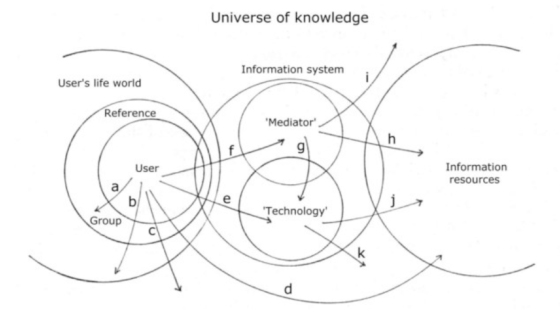 Universe of knowledge
User's life world
Information system
i
Reference
'Mediator'
f
g
h
User
Information
resources
a
b
e
'Technology'
j
Group
c
k
d